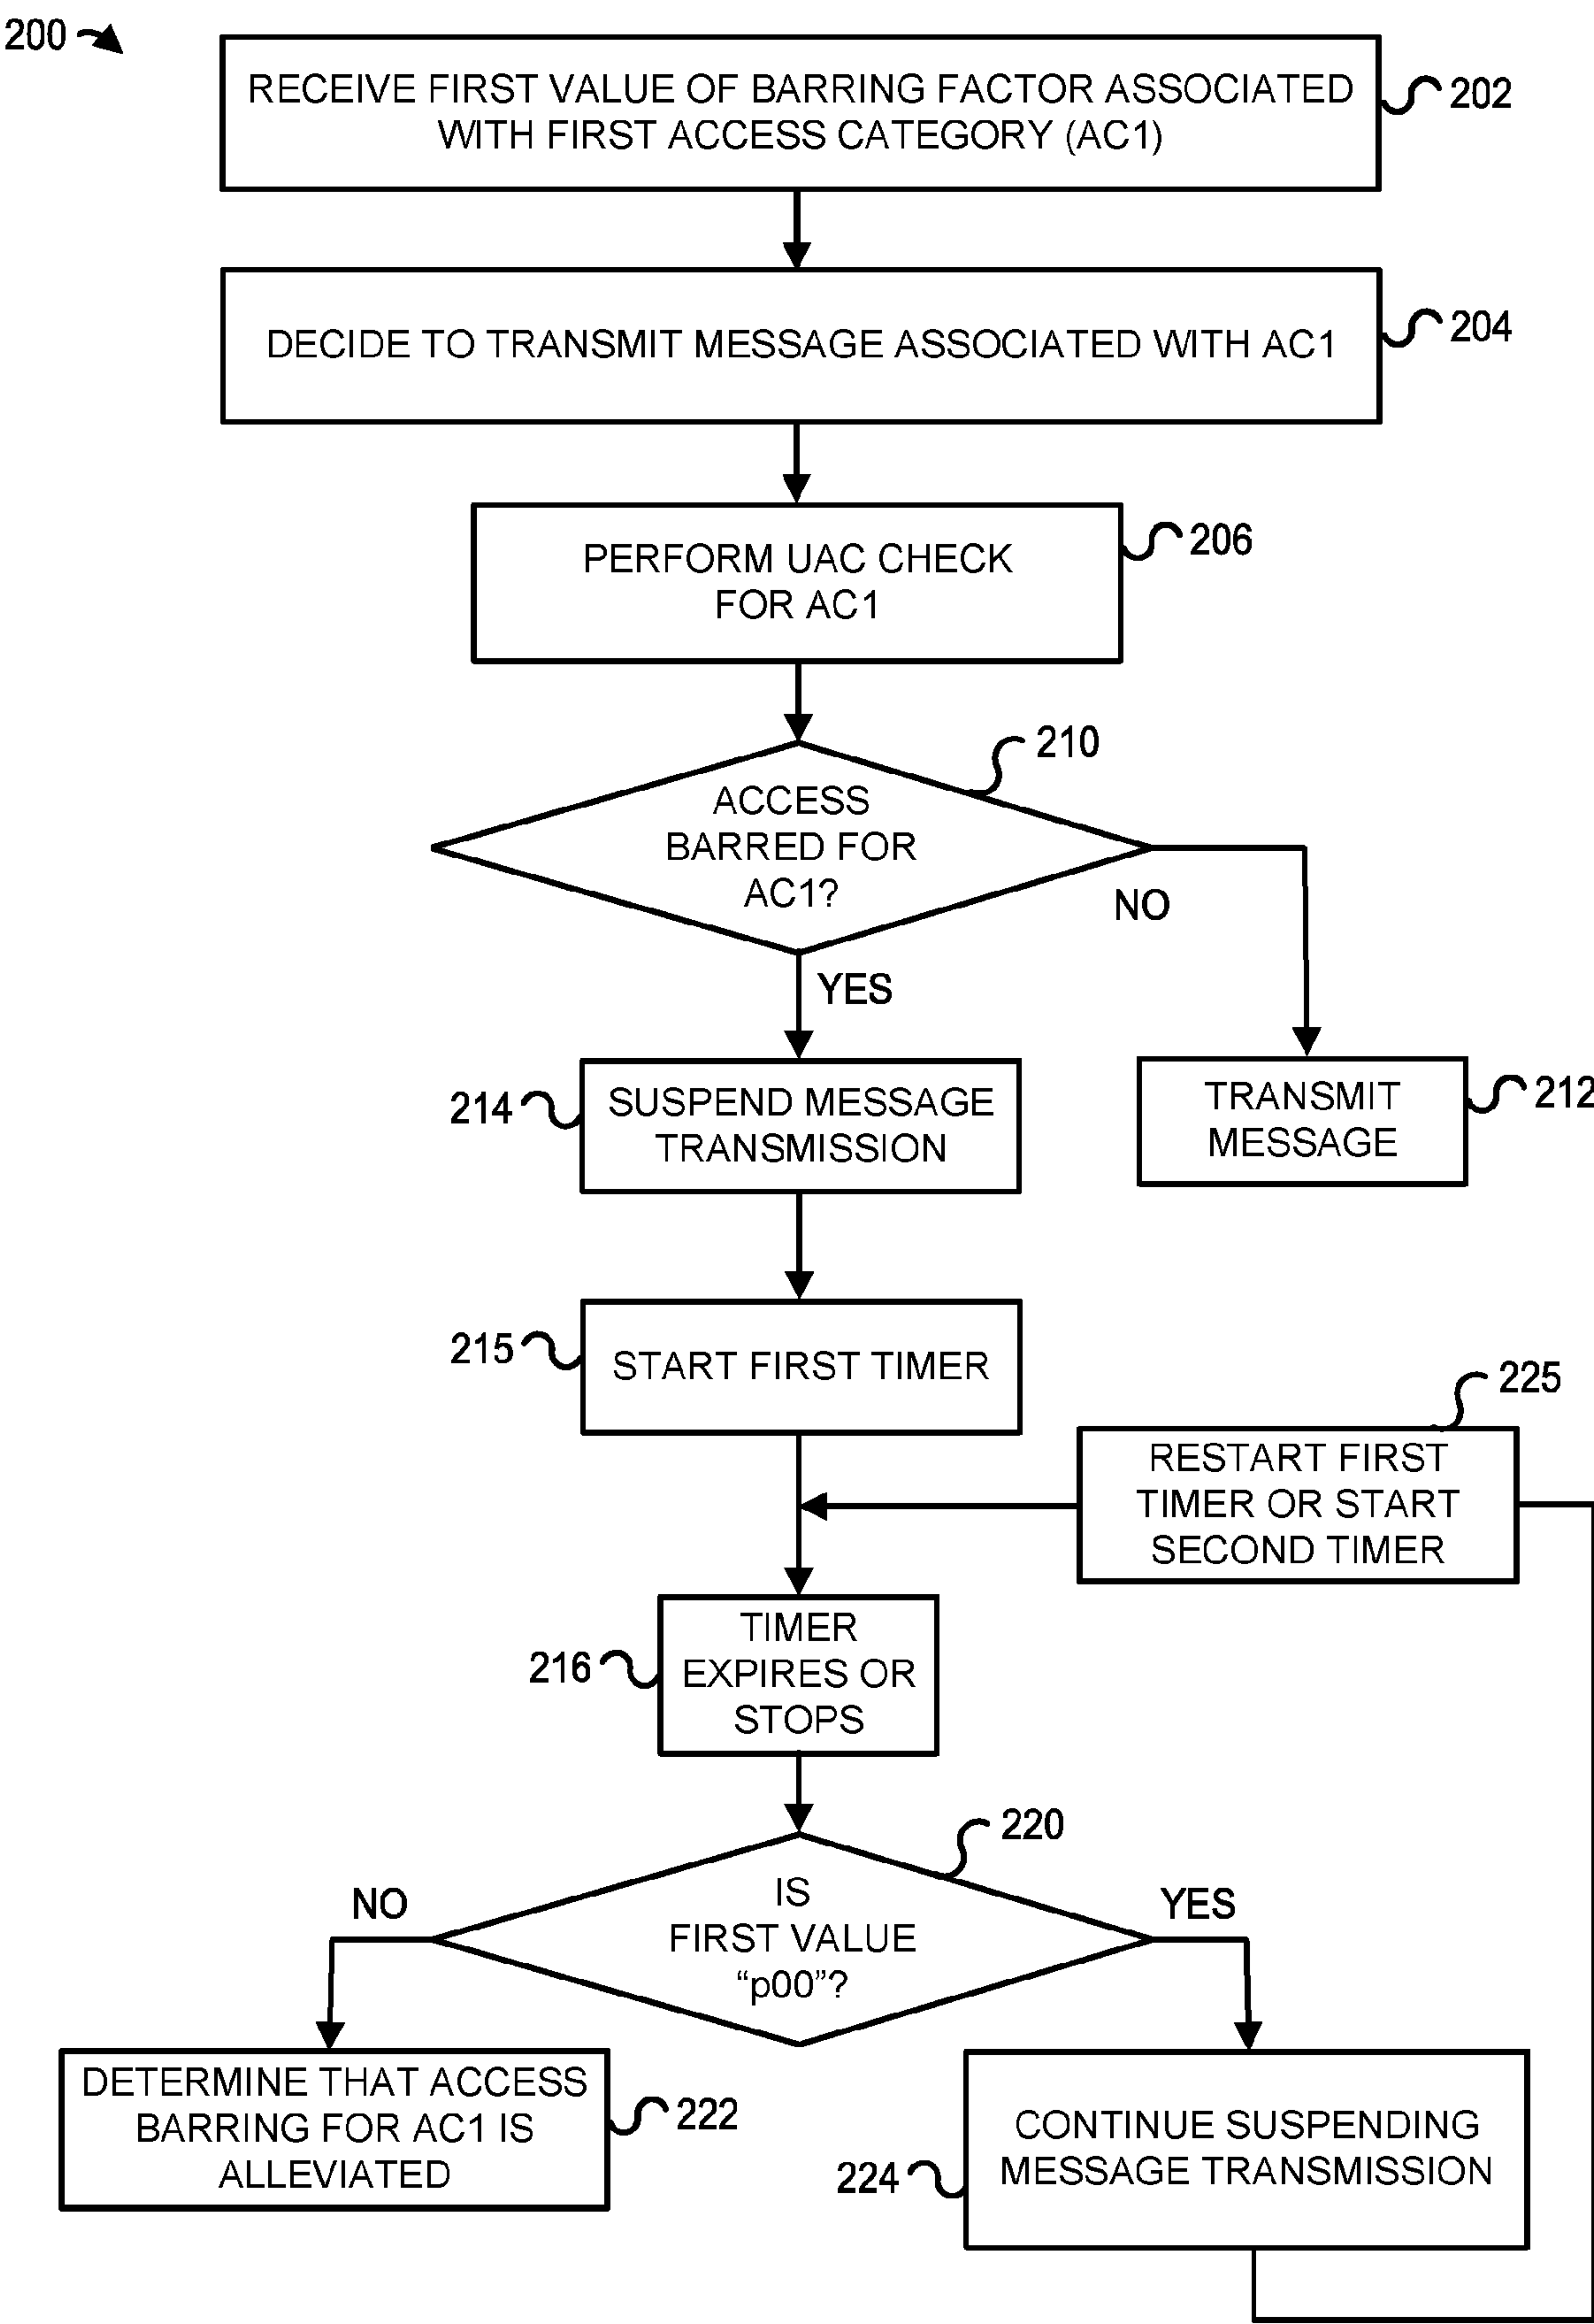 200
RECEIVE FIRST VALUE OF BARRING FACTOR ASSOCIATED
WITH FIRST ACCESS CATEGORY (AC1)
202
DECIDE TO TRANSMIT MESSAGE ASSOCIATED WITH AC1
204
PERFORM UAC CHECK
FOR AC1
206
210
ACCESS
BARRED FOR
AC1?
NO
YES
214
SUSPEND MESSAGE
TRANSMISSION
TRANSMIT
MESSAGE
212
215
START FIRST TIMER
225
RESTART FIRST
TIMER OR START
SECOND TIMER
216
TIMER
EXPIRES OR
STOPS
220
IS
FIRST VALUE
“p00”?
NO
YES
DETERMINE THAT ACCESS
BARRING FOR AC1 IS
ALLEVIATED
222
224
CONTINUE SUSPENDING
MESSAGE TRANSMISSION